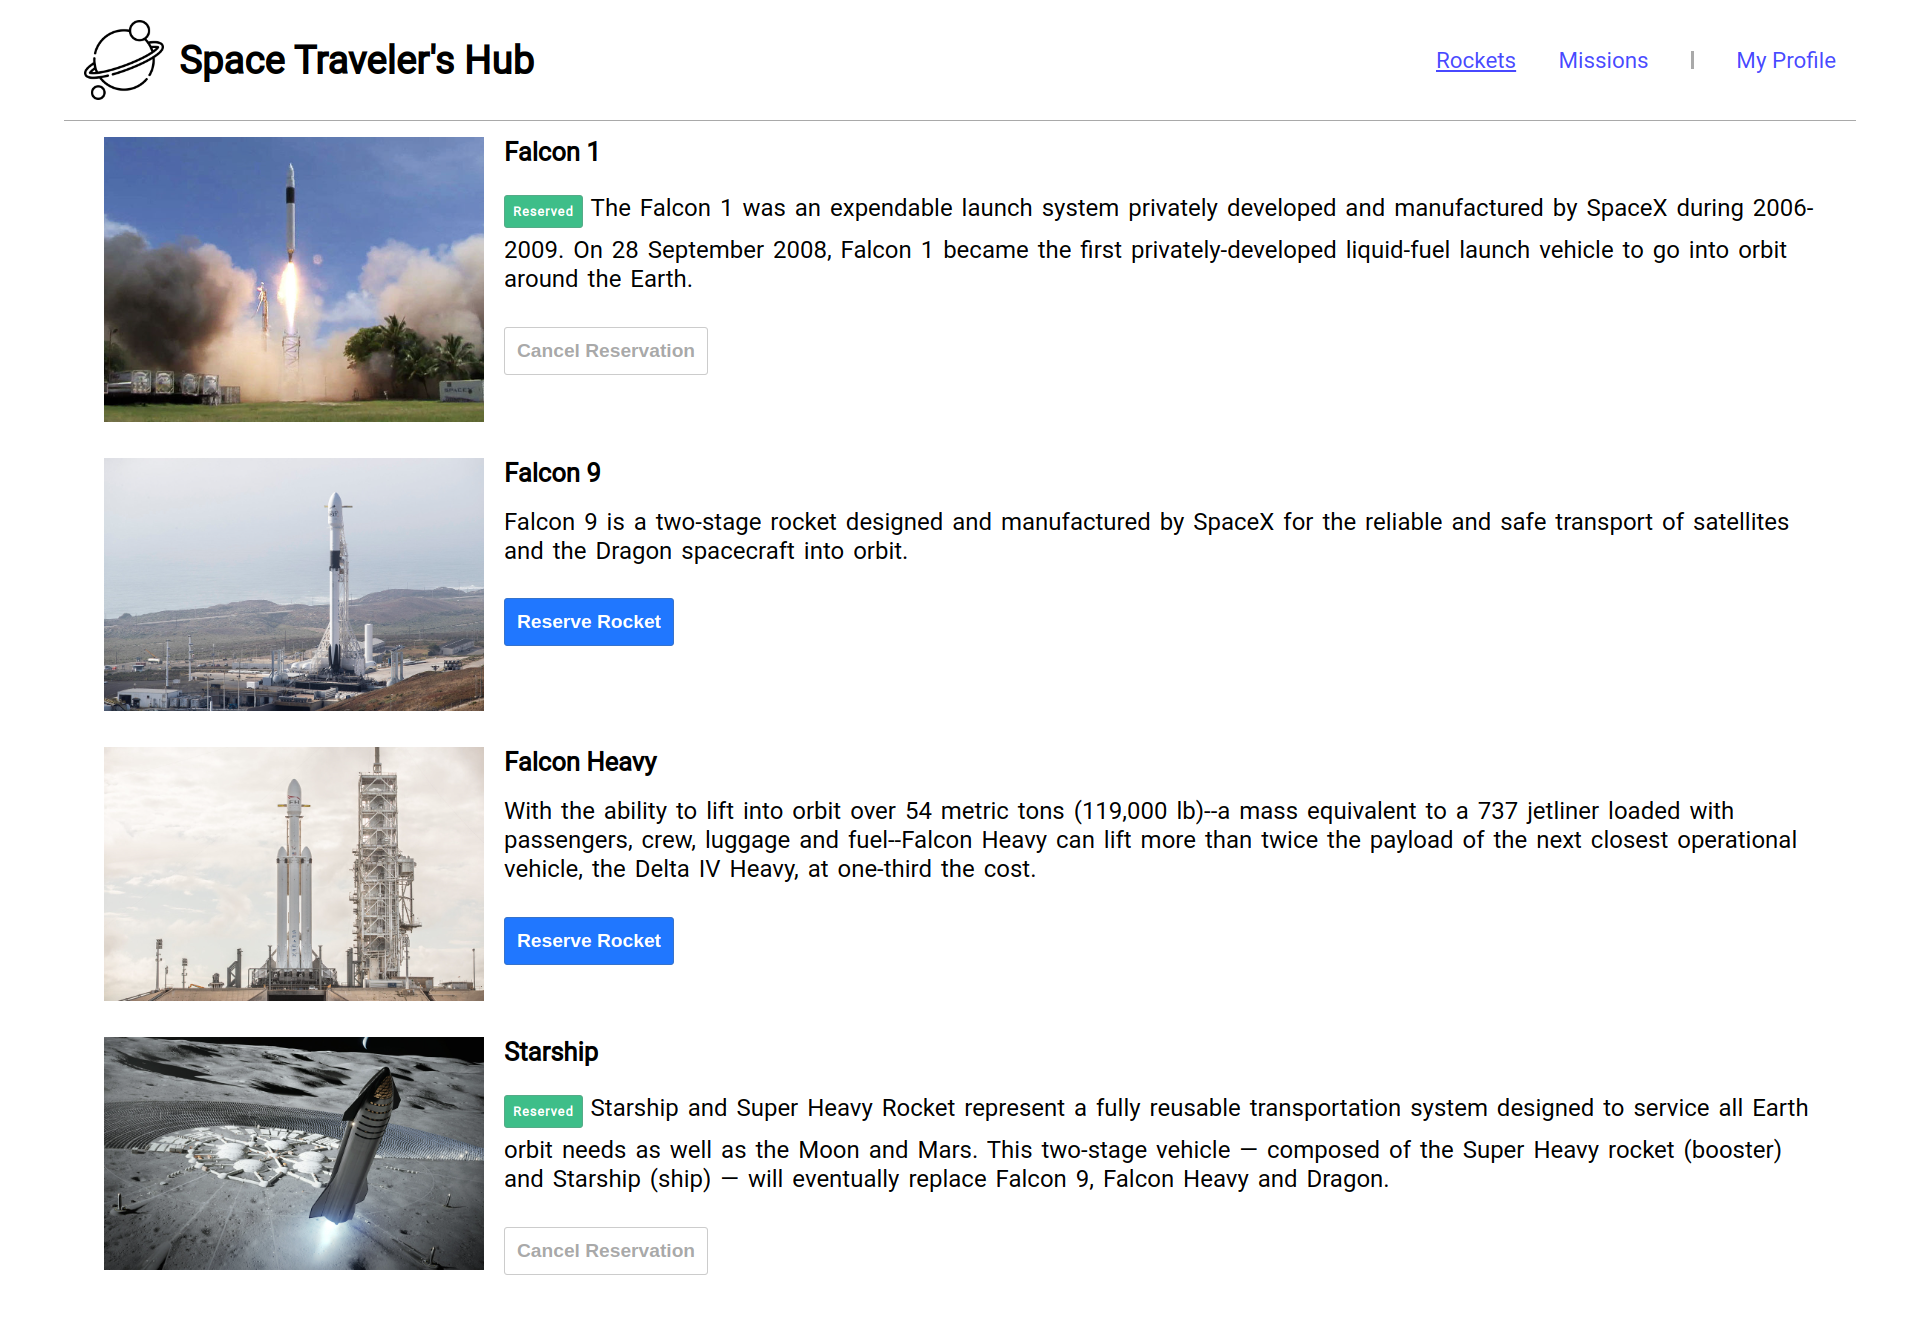 Space Traveler's Hub
Rockets Missions | My Profile
Falcon 1
Reserved The Falcon 1 was an expendable launch system privately developed and manufactured by SpaceX during 2006-
2009. On 28 September 2008, Falcon 1 became the first privately-developed liquid-fuel launch vehicle to go into orbit
around the Earth.
Cancel Reservation
Falcon 9
Falcon 9 is a two-stage rocket designed and manufactured by SpaceX for the reliable and safe transport of satellites
and the Dragon spacecraft into orbit.
Reserve Rocket
Falcon Heavy
With the ability to lift into orbit over 54 metric tons (119,000 lb)--a mass equivalent to a 737 jetliner loaded with
passengers, crew, luggage and fuel--Falcon Heavy can lift more than twice the payload of the next closest operational
vehicle, the Delta IV Heavy, at one-third the cost.
Reserve Rocket
Starship
Reserved Starship and Super Heavy Rocket represent a fully reusable transportation system designed to service all Earth
orbit needs as well as the Moon and Mars. This two-stage vehicle — composed of the Super Heavy rocket (booster)
and Starship (ship) — will eventually replace Falcon 9, Falcon Heavy and Dragon.
Cancel Reservation